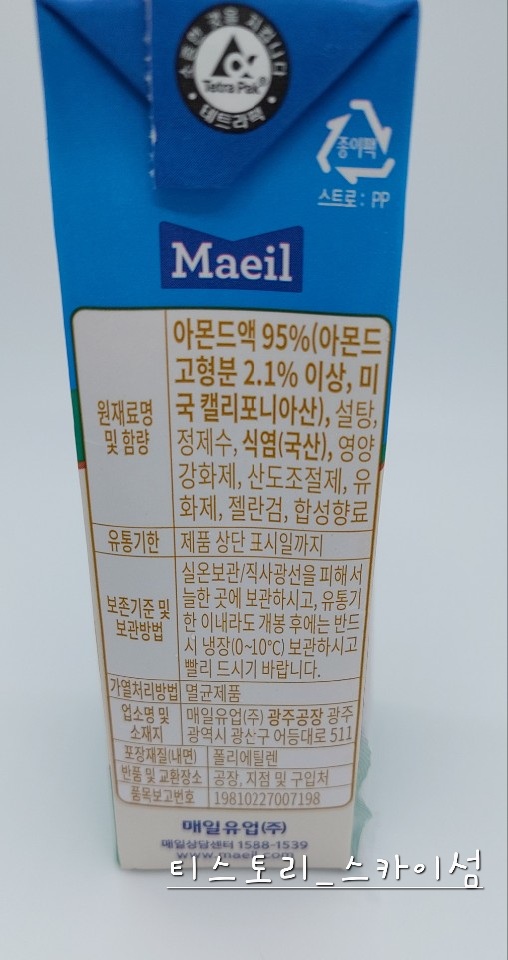 소중한 것을 지킵니다
Tetra Pak®
테트라팩
종이팩
스트로 : PP
Maeil
원재료명
및 함량
아몬드액 95%(아몬드
고형분 2.1% 이상, 미
국 캘리포니아산), 설탕,
정제수, 식염(국산), 영양
강화제, 산도조절제, 유
화제, 젤란검, 합성향료
유통기한
제품 상단 표시일까지
보존기준 및
보관방법
실온보관/직사광선을 피해 서
늘한 곳에 보관하시고, 유통기
한 이내라도 개봉 후에는 반드
시 냉장(0~10℃) 보관하시고
빨리 드시기 바랍니다.
가열처리방법
멸균제품
업소명 및
소재지
매일유업(주) 광주공장 광주
광역시 광산구 어등대로 511
포장재질(내면)
폴리에틸렌
반품 및 교환장소
공장, 지점 및 구입처
품목보고번호
19810227007198
매일유업(주)
매일상담센터 1588-1539
www.maeil.com
티스토리_스카이섬